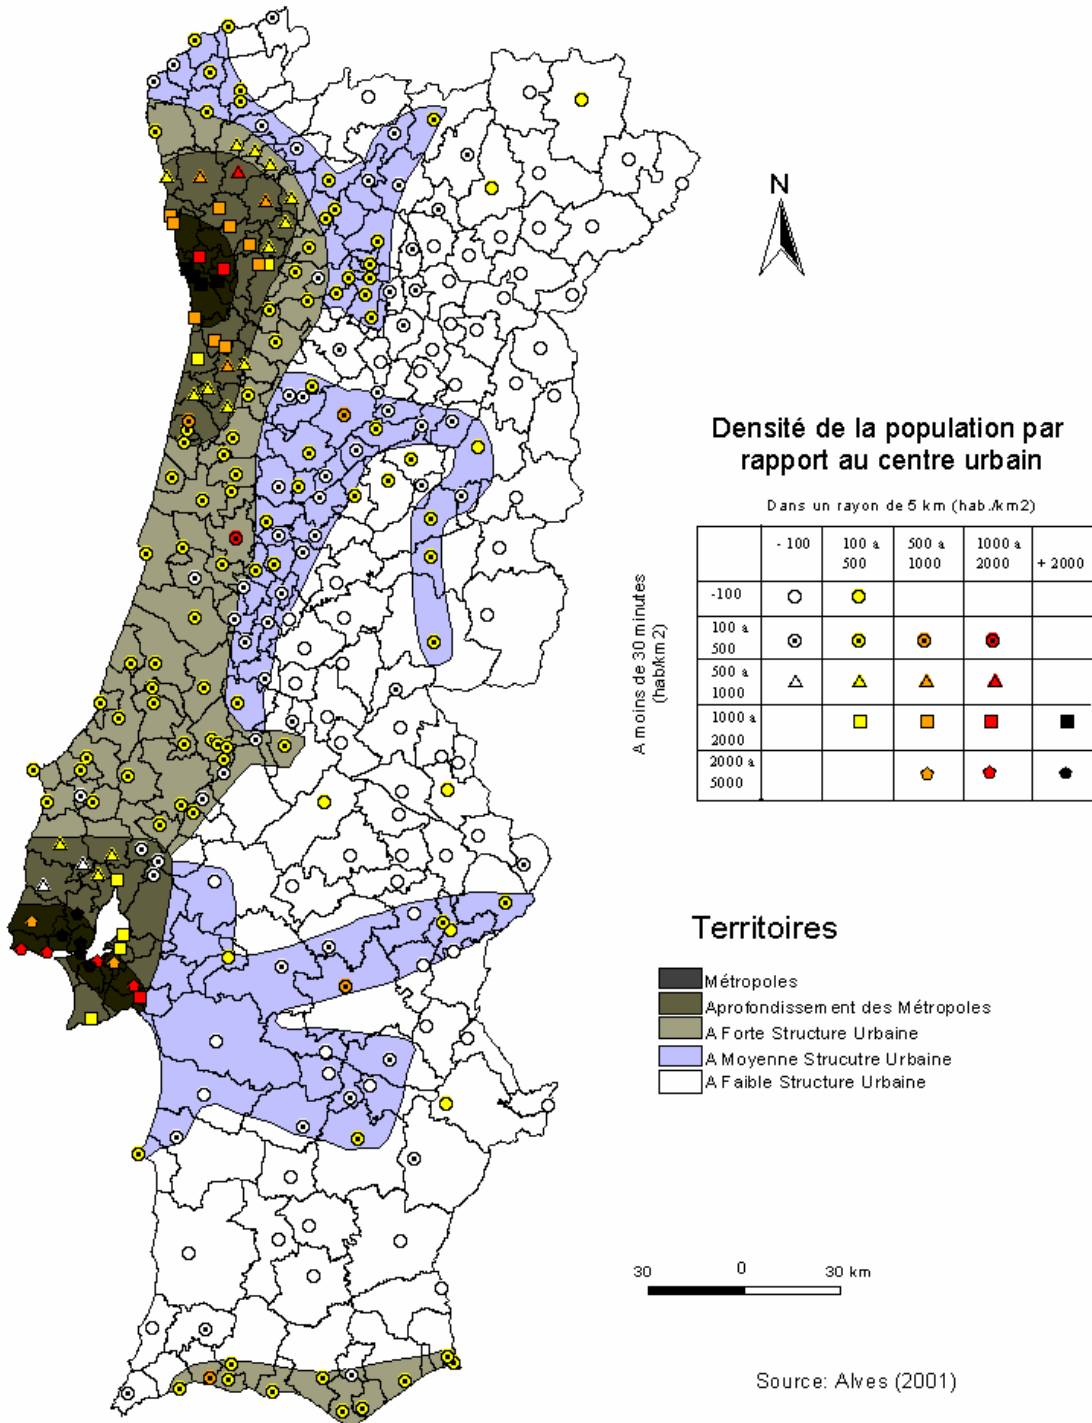 N
Densité de la population par
rapport au centre urbain
Dans un rayon de 5 km (hab./km2)
A moins de 30 minutes
(hab/km2)
- 100
100 a
500
500 a
1000
1000 a
2000
+ 2000
-100
100 a
500
500 a
1000
1000 a
2000
2000 a
5000
Territoires
Métropoles
Aprofondissement des Métropoles
A Forte Structure Urbaine
A Moyenne Strucutre Urbaine
A Faible Structure Urbaine
30 0 30 km
Source: Alves (2001)